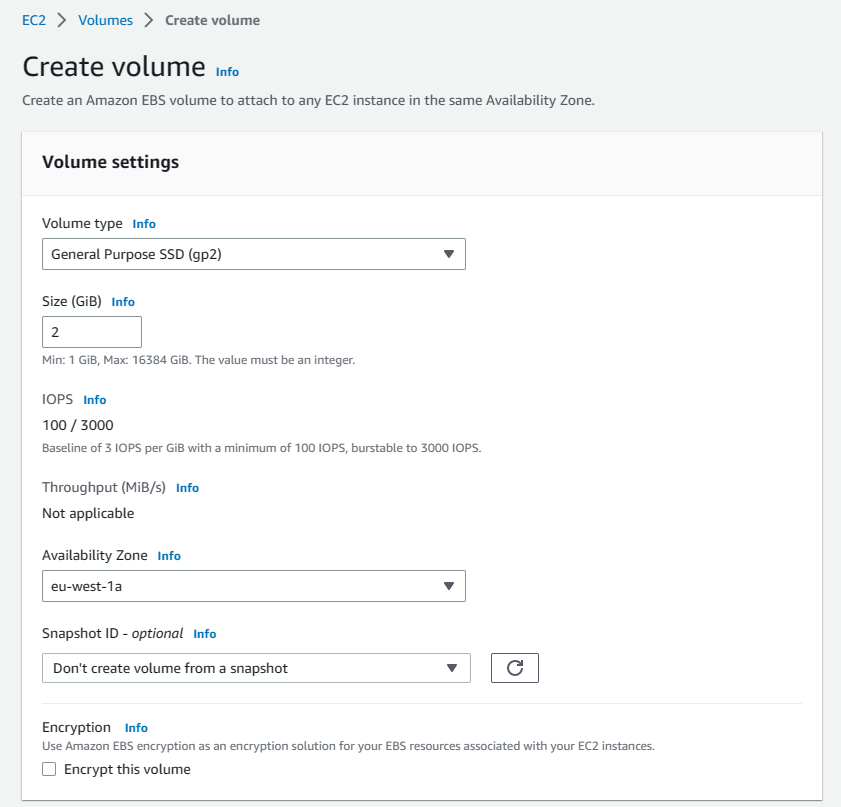 EC2 > Volumes > Create volume
Create volume Info
Create an Amazon EBS volume to attach to any EC2 instance in the same Availability Zone.
Volume settings
Volume type Info
General Purpose SSD (gp2)
Size (GiB) Info
2
Min: 1 GiB, Max: 16384 GiB. The value must be an integer.
IOPS Info
100 / 3000
Baseline of 3 IOPS per GiB with a minimum of 100 IOPS, burstable to 3000 IOPS.
Throughput (MiB/s) Info
Not applicable
Availability Zone Info
eu-west-1a
Snapshot ID - optional Info
Don't create volume from a snapshot
Encryption Info
Use Amazon EBS encryption as an encryption solution for your EBS resources associated with your EC2 instances.
Encrypt this volume